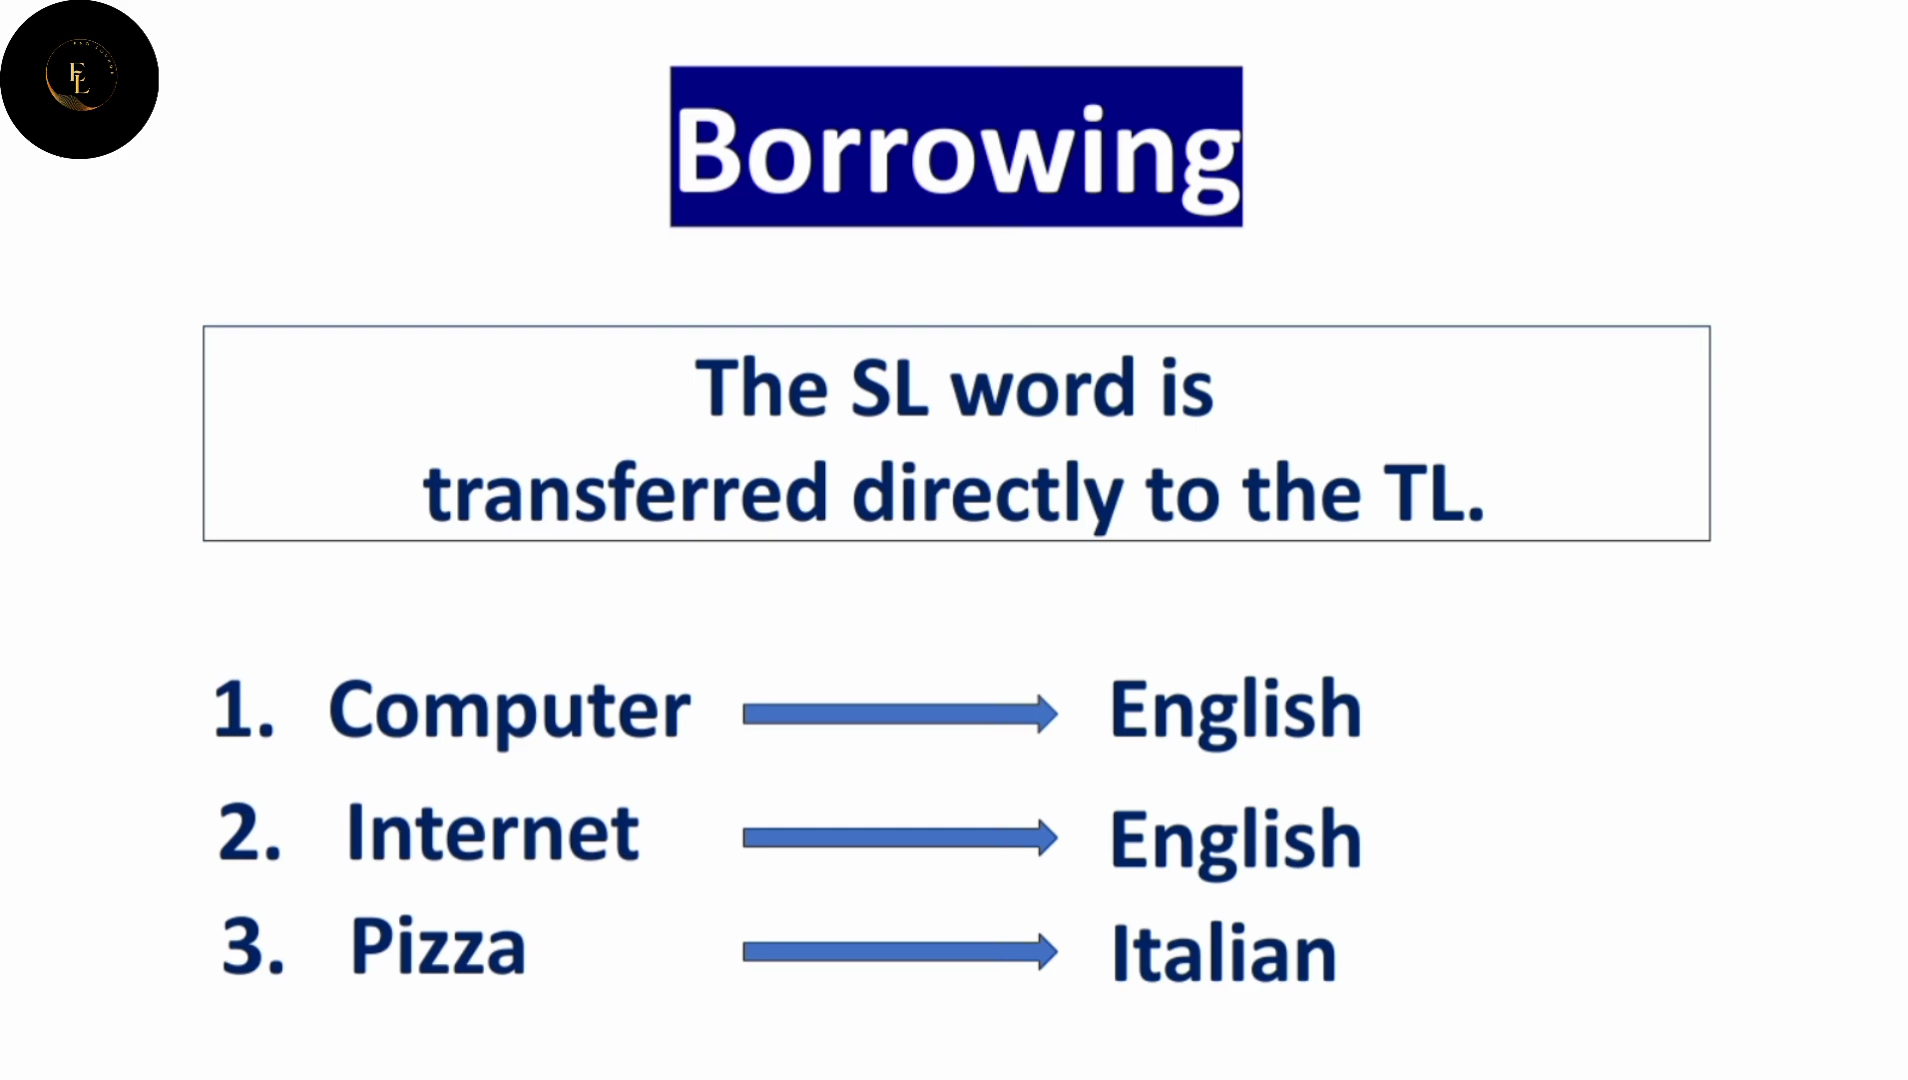 EL
Borrowing
The SL word is
transferred directly to the TL.
1. Computer English
2. Internet English
3. Pizza Italian